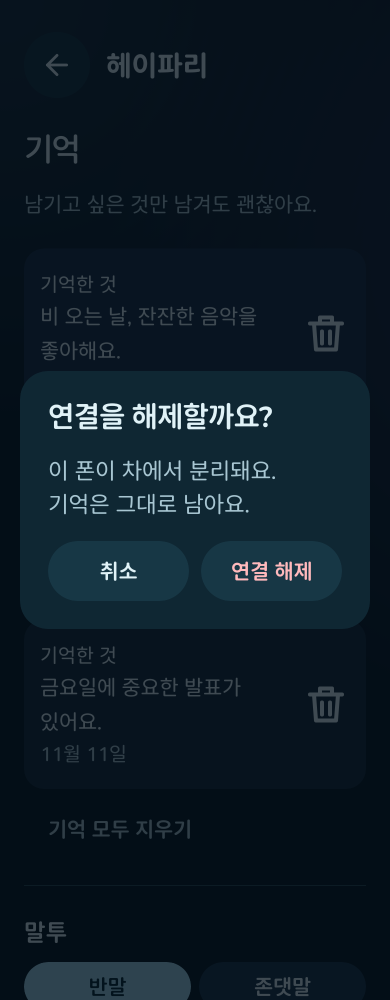 헤이파리
기억
남기고 싶은 것만 남겨도 괜찮아요.
기억한 것
비 오는 날, 잔잔한 음악을
좋아해요.
연결을 해제할까요?
이 폰이 차에서 분리돼요.
기억은 그대로 남아요.
취소
연결 해제
기억한 것
금요일에 중요한 발표가
있어요.
11월 11일
기억 모두 지우기
말투
반말
존댓말